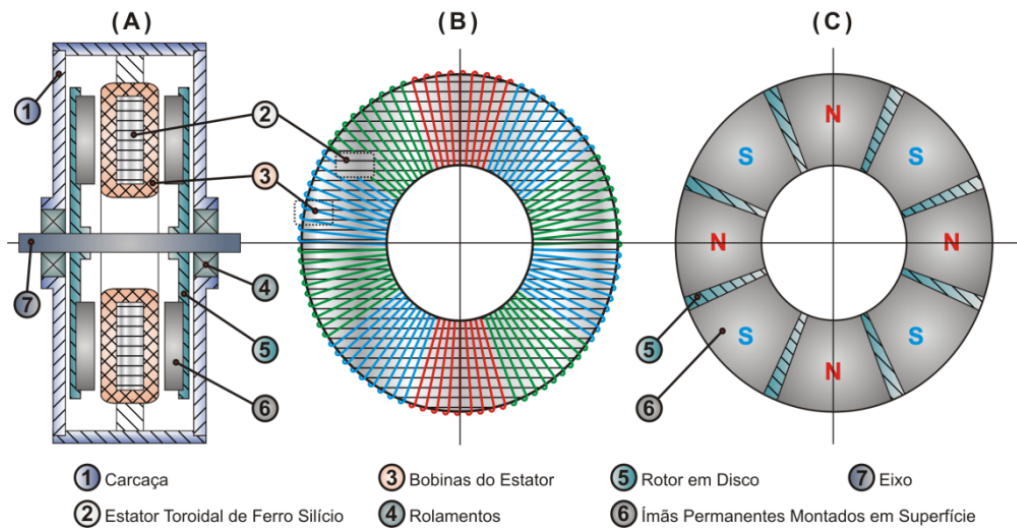 (A) (B) (C)
1
2
3
4
5
6
7
5
6
N
S
S
N
N
S
S
N
1 Carcaça
3 Bobinas do Estator
5 Rotor em Disco
7 Eixo
2 Estator Toroidal de Ferro Silício
4 Rolamentos
6 Ímãs Permanentes Montados em Superfície